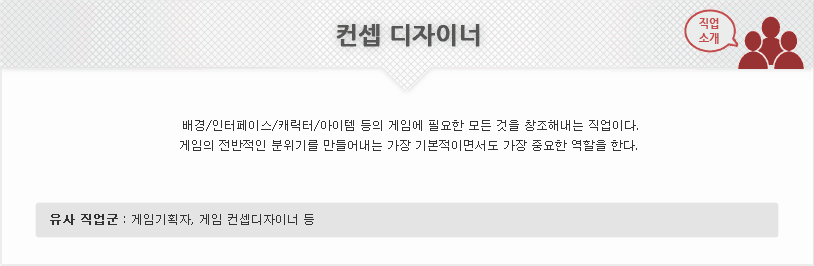 컨셉 디자이너
직업
소개
배경/인터페이스/캐릭터/아이템 등의 게임에 필요한 모든 것을 창조해내는 직업이다.
게임의 전반적인 분위기를 만들어내는 가장 기본적이면서도 가장 중요한 역할을 한다.
유사 직업군 : 게임기획자, 게임 컨셉디자이너 등